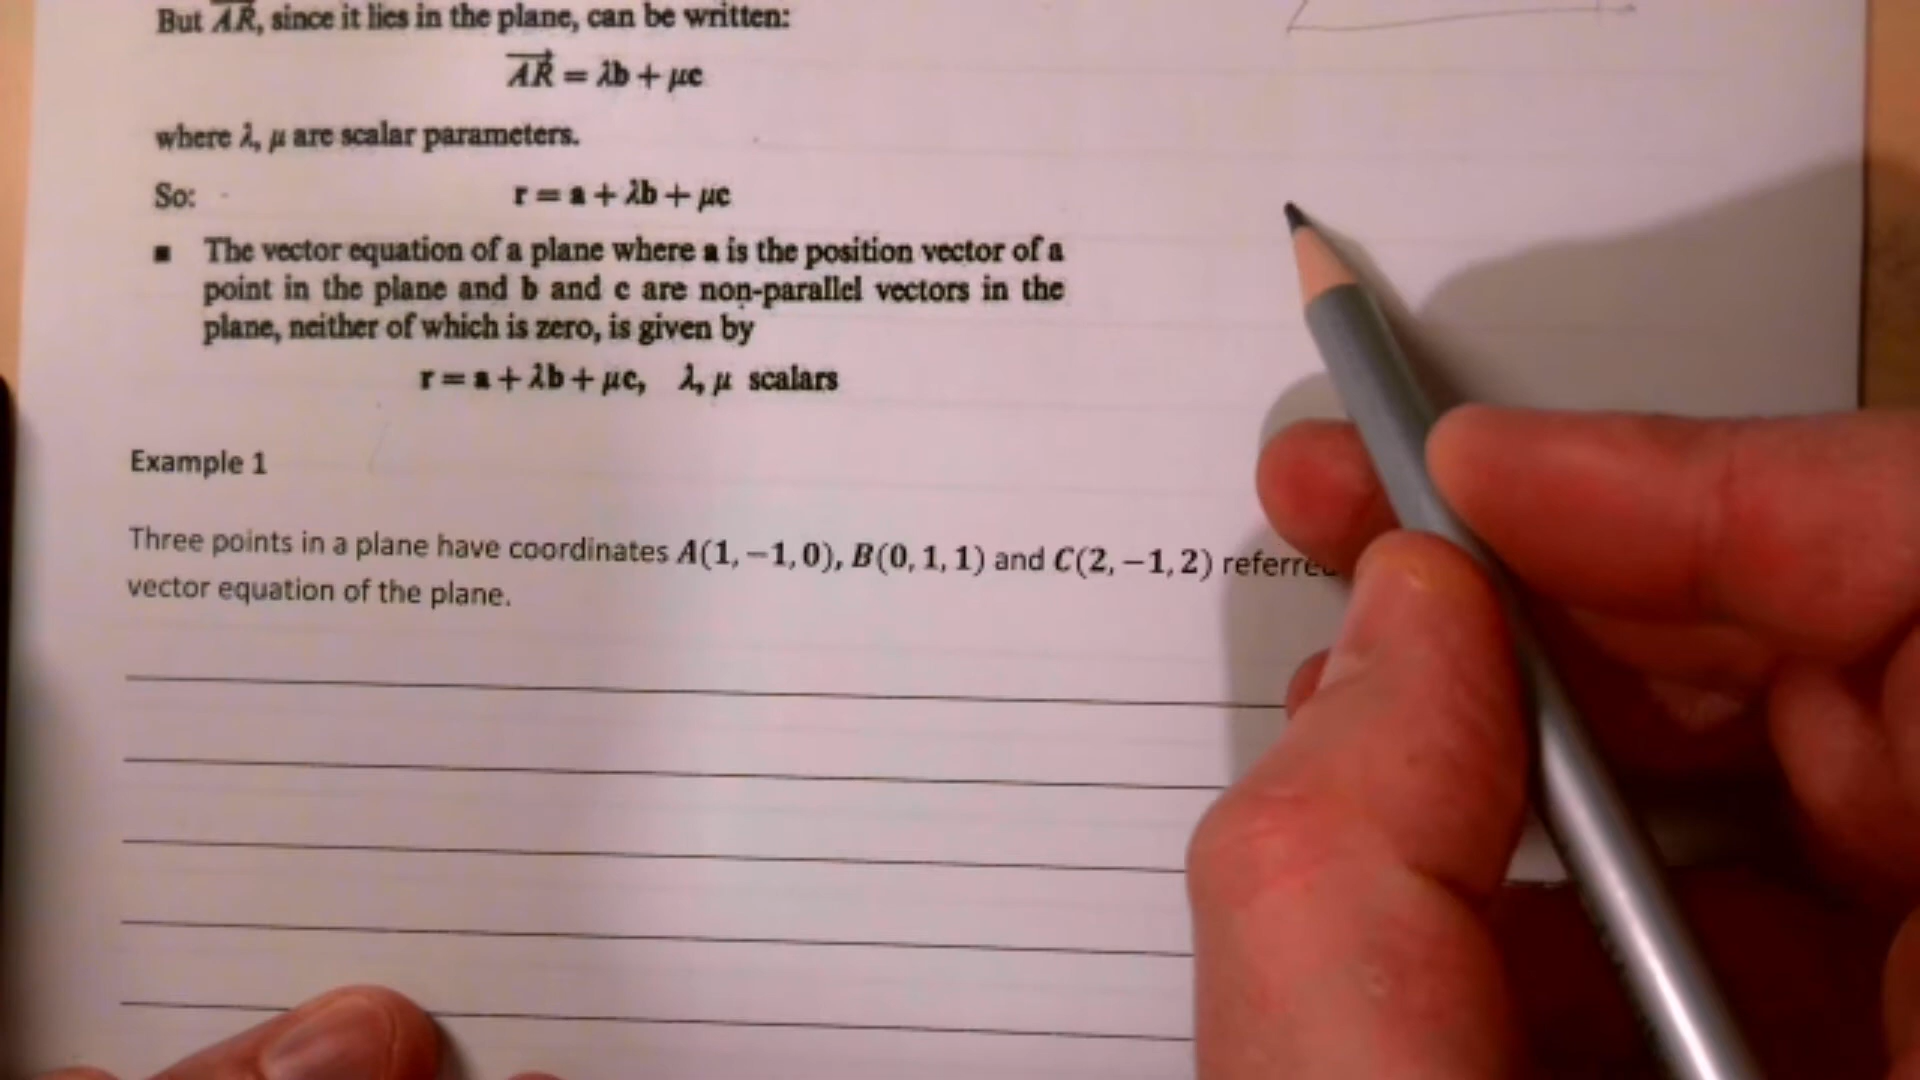 But AR, since it lies in the plane, can be written:
AR = λb + μc
where λ, μ are scalar parameters.
So: r = a + λb + μc
▪ The vector equation of a plane where a is the position vector of a
point in the plane and b and c are non-parallel vectors in the
plane, neither of which is zero, is given by
r = a + λb + μc, λ, μ scalars
Example 1
Three points in a plane have coordinates A(1, −1, 0), B(0, 1, 1) and C(2, −1, 2)
vector equation of the plane.